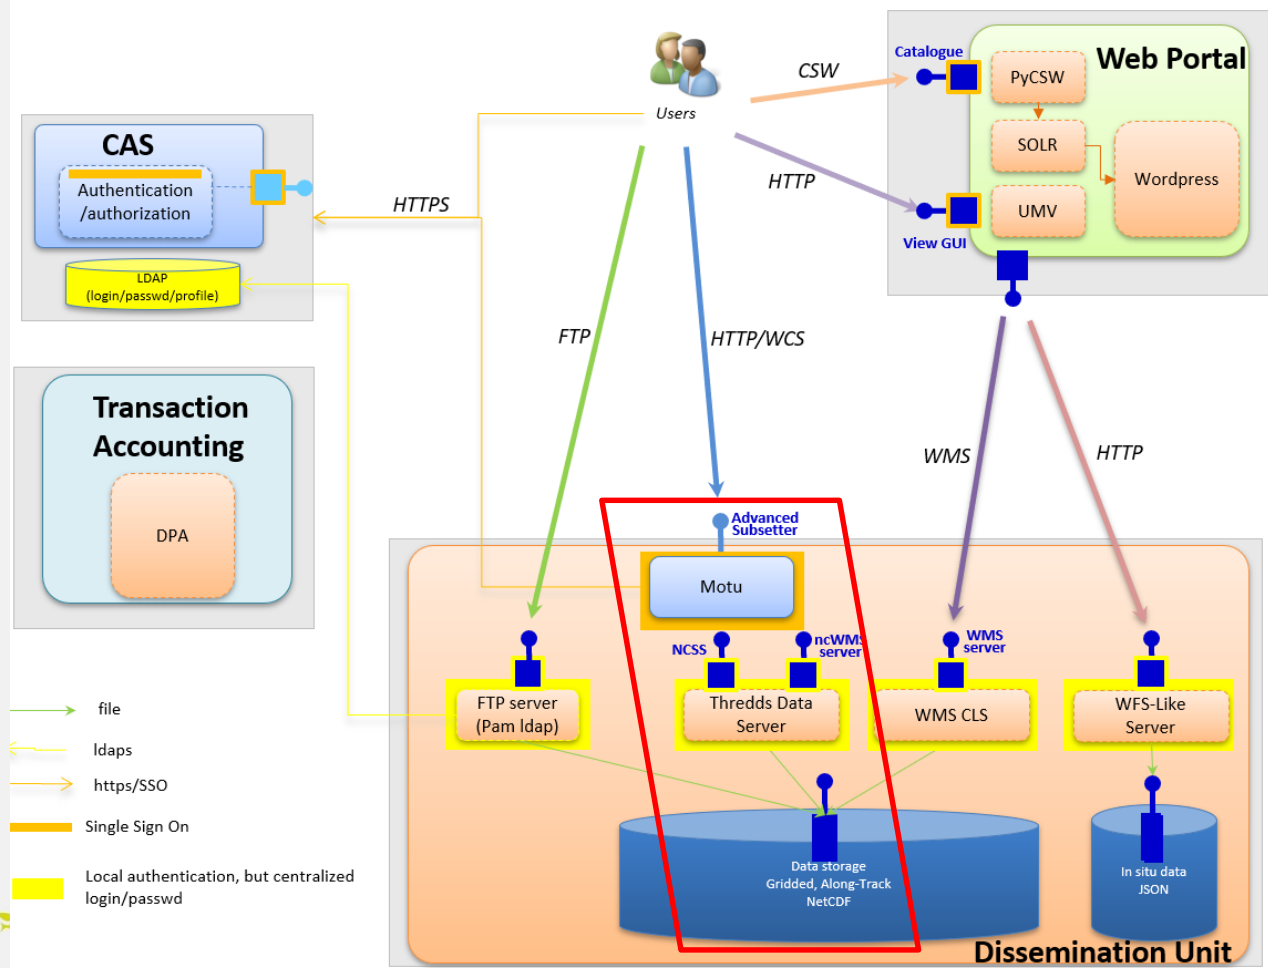 Users
CSW
HTTP
Catalogue
Web Portal
PyCSW
SOLR
Wordpress
UMV
View GUI
CAS
Authentication
/authorization
HTTPS
LDAP
(login/passwd/profile)
FTP
HTTP/WCS
WMS
HTTP
Transaction
Accounting
DPA
Advanced
Subsetter
Motu
NCSS
ncWMS
server
WMS
server
FTP server
(Pam ldap)
Thredds Data
Server
WMS CLS
WFS-Like
Server
Data storage
Gridded, Along-Track
NetCDF
In situ data
JSON
Dissemination Unit
file
ldaps
https/SSO
Single Sign On
Local authentication, but centralized
login/passwd